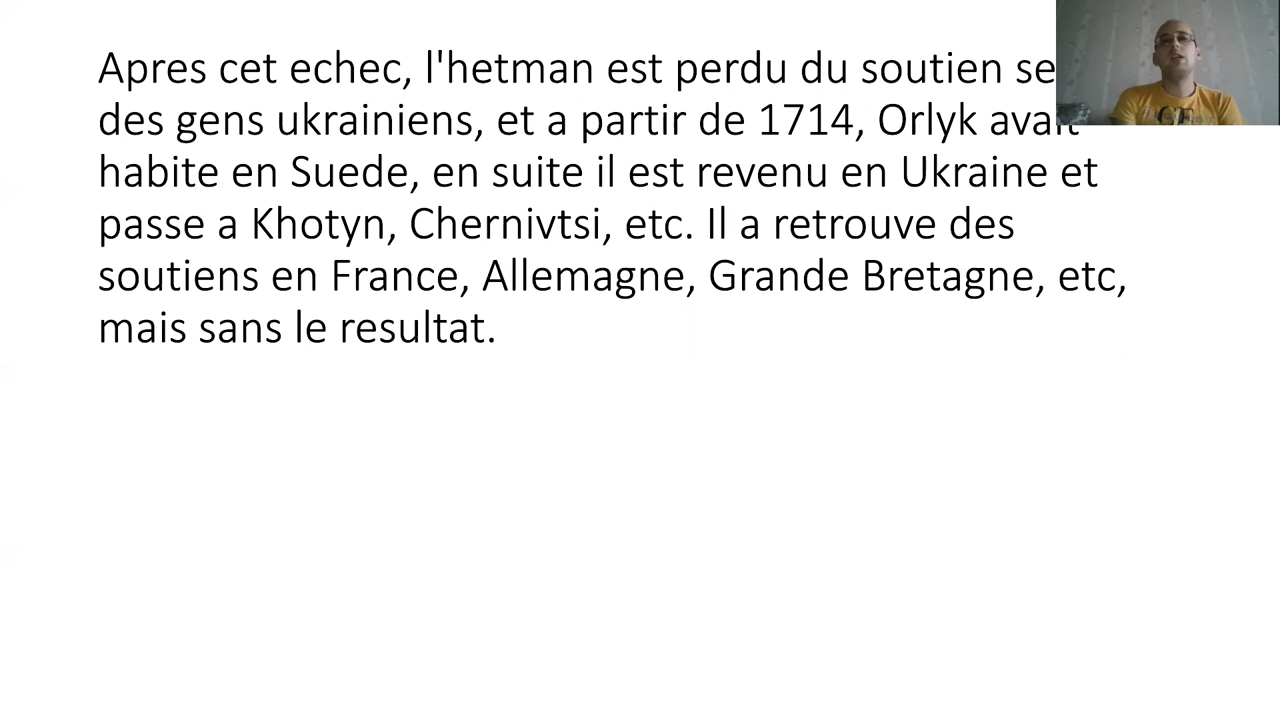 Apres cet echec, l'hetman est perdu du soutien
des gens ukrainiens, et a partir de 1714, Orlyk avait
habite en Suede, en suite il est revenu en Ukraine et
passe a Khotyn, Chernivtsi, etc. Il a retrouve des
soutiens en France, Allemagne, Grande Bretagne, etc,
mais sans le resultat.